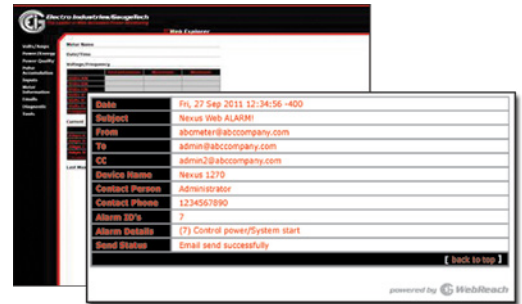 Electro Industries/GaugeTech
Web Explorer
Volts/Amps
Power/Energy
Power Quality
Pulse
Accumulation
Inputs
Meter
Information
Emails
Diagnostic
Tools
Meter Name
Date/Time
Voltage/Frequency
Current
Date Fri, 27 Sep 2011 12:34:56 -400
Subject Nexus Web ALARM!
From abometer@abccompany.com
To admin@abccompany.com
CC admin2@abccompany.com
Device Name Nexus 1270
Contact Person Administrator
Contact Phone 1234567890
Alarm ID's 7
Alarm Details (7) Control power/System start
Send Status Email send successfully
[ back to top ]
powered by WebReach